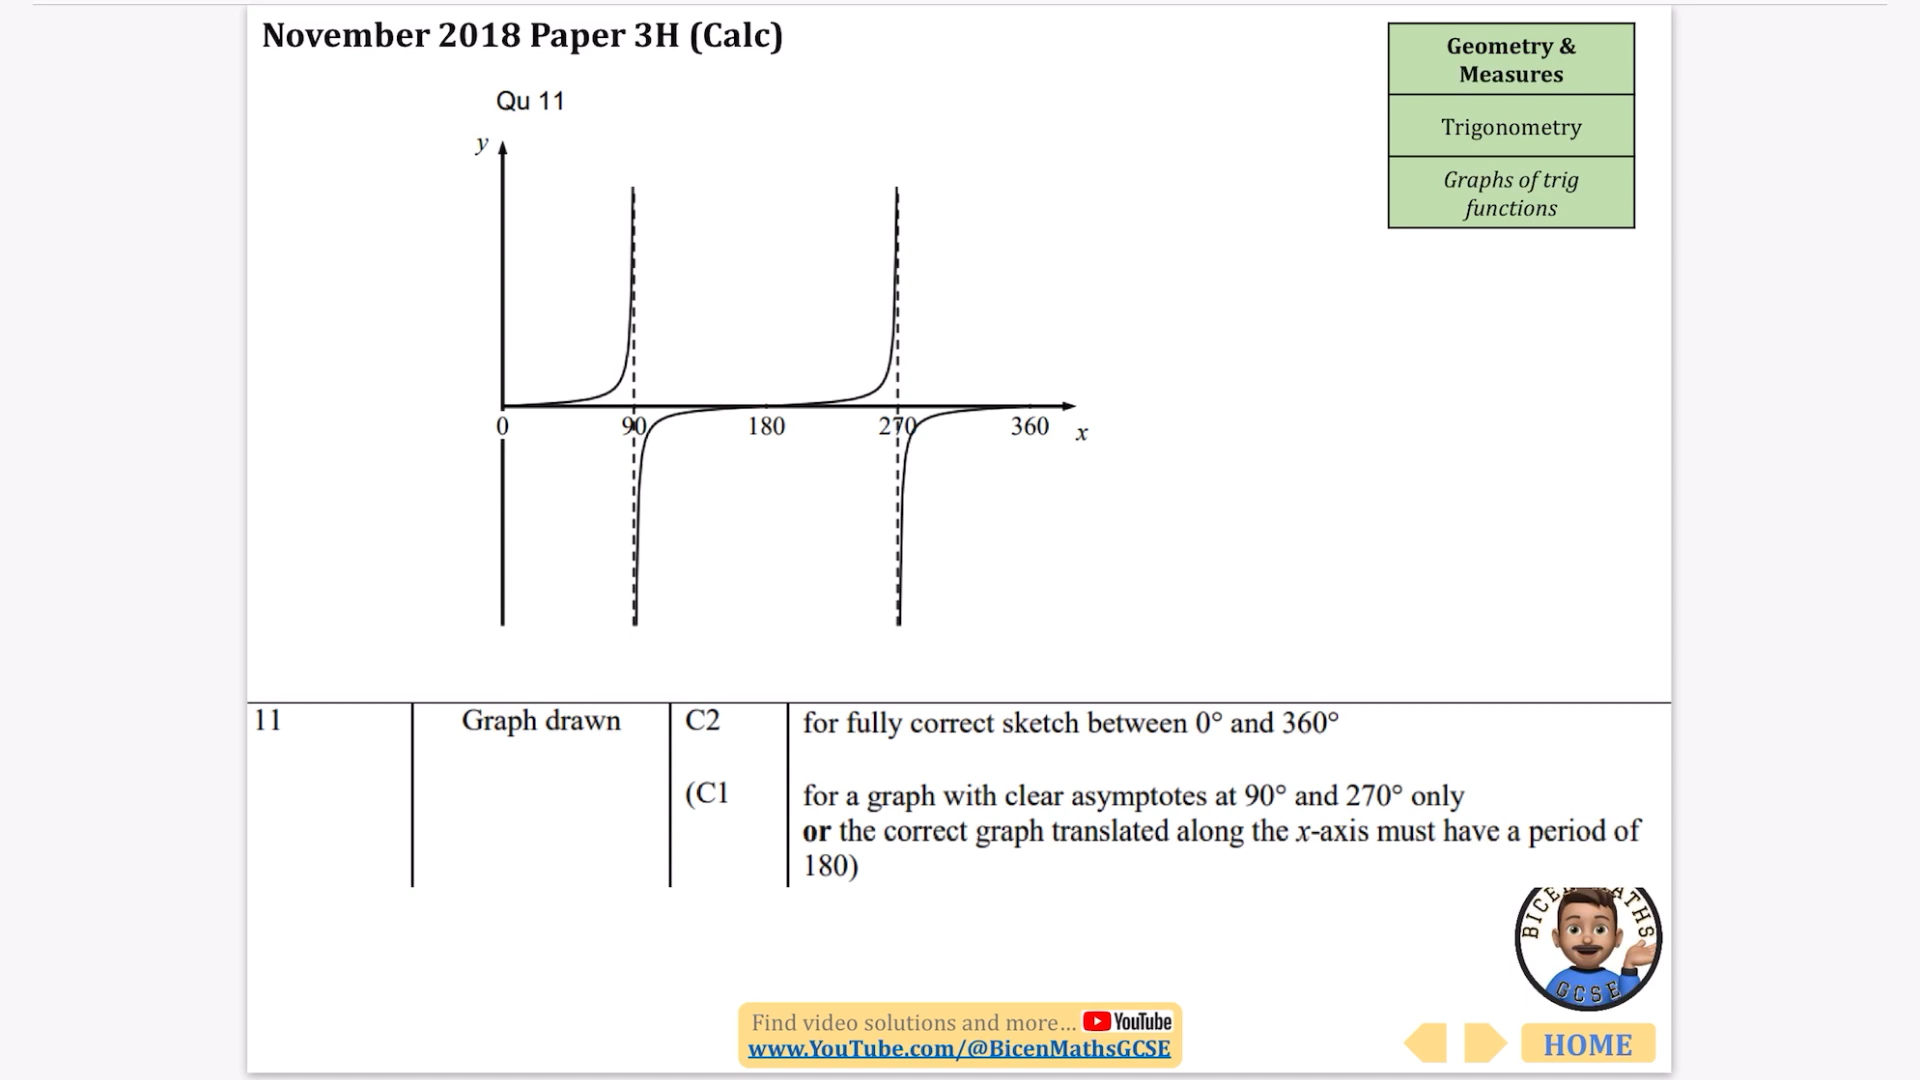 November 2018 Paper 3H (Calc)
Geometry &
Measures
Trigonometry
Graphs of trig
functions
Qu 11
y
0
90
180
270
360
x
11
Graph drawn
C2
for fully correct sketch between 0° and 360°
(C1
for a graph with clear asymptotes at 90° and 270° only
or the correct graph translated along the x-axis must have a period of
180)
BICEN MATHS
GCSE
Find video solutions and more... YouTube
www.YouTube.com/@BicenMathsGCSE
HOME